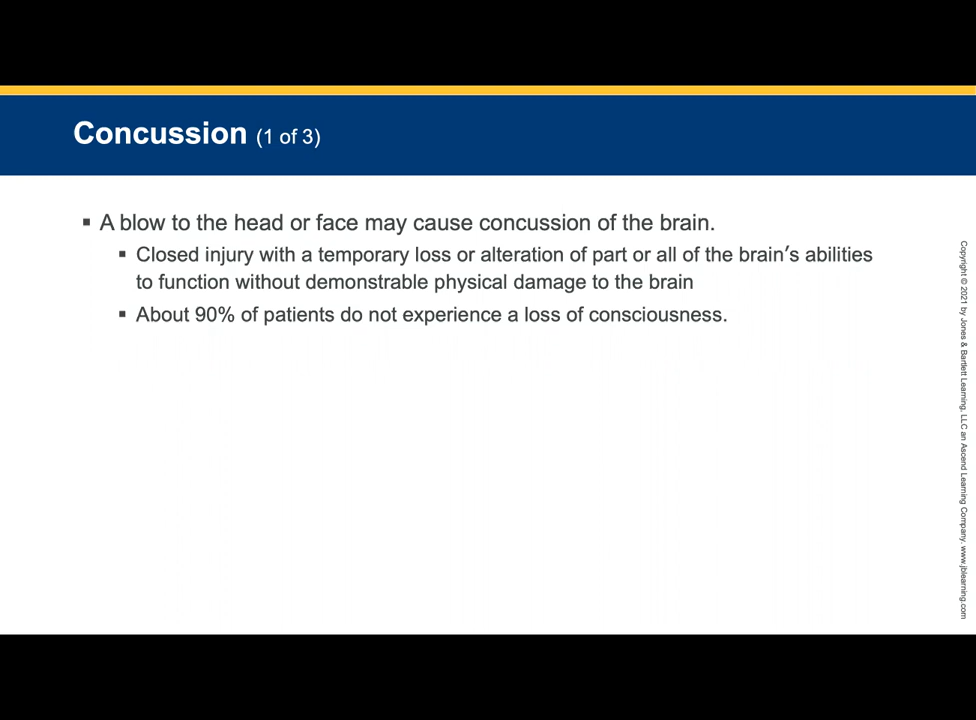 Concussion (1 of 3)
▪ A blow to the head or face may cause concussion of the brain.
▪ Closed injury with a temporary loss or alteration of part or all of the brain′s abilities
to function without demonstrable physical damage to the brain
▪ About 90% of patients do not experience a loss of consciousness.
Copyright © 2021 by Jones & Bartlett Learning, LLC an Ascend Learning Company. www.jblearning.com